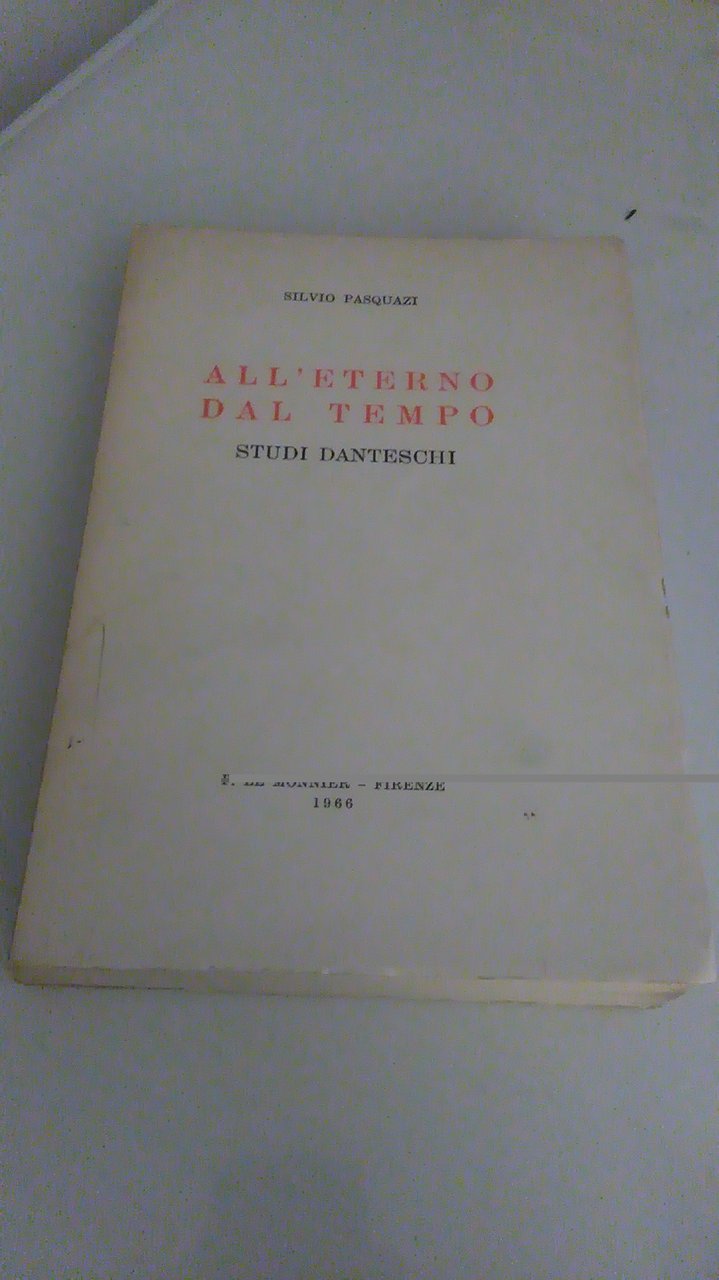 SILVIO PASQUAZI
ALL'ETERNO
DAL TEMPO
STUDI DANTESCHI
F. LE MONNIER – FIRENZE
1966